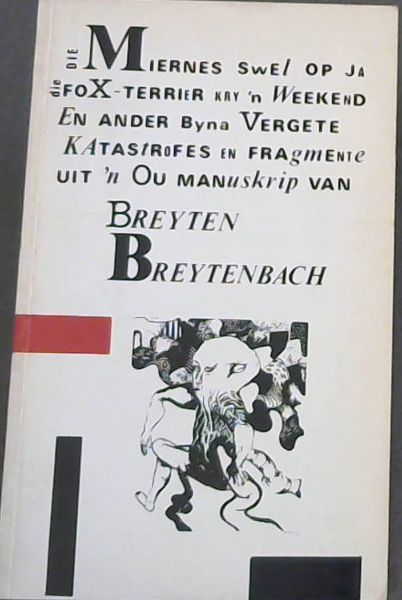 DIE MIERNES SWEl OP JA
die FOX-TERRIER KRY 'n WEEKEND
EN ANDER Byna VERGETE
KATAStROFES EN FRAgMENTe
UIT 'n OU MANuskrip VAN
BREYTEN
BREYTENBACH